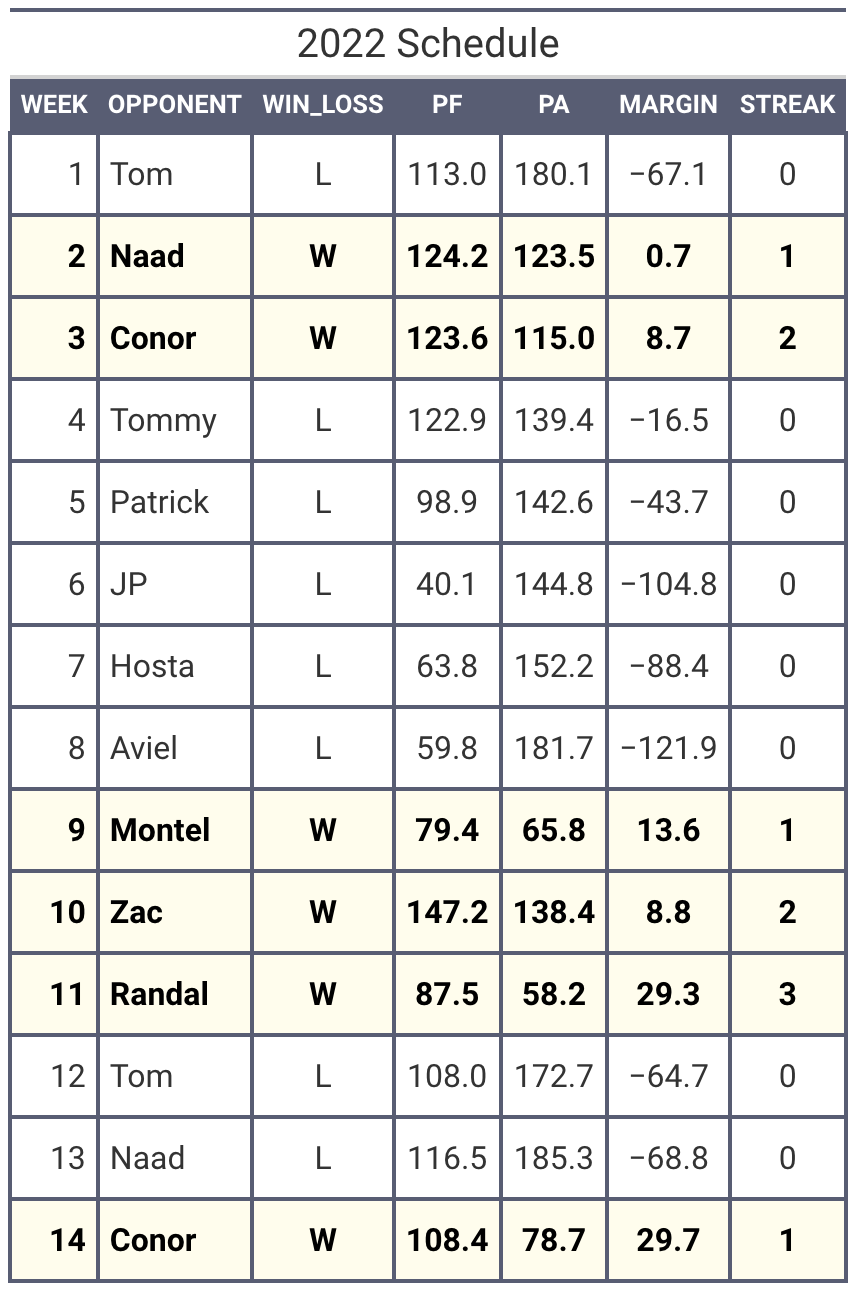 2022 Schedule
WEEK OPPONENT WIN_LOSS PF PA MARGIN STREAK
1 Tom L 113.0 180.1 −67.1 0
2 Naad W 124.2 123.5 0.7 1
3 Conor W 123.6 115.0 8.7 2
4 Tommy L 122.9 139.4 −16.5 0
5 Patrick L 98.9 142.6 −43.7 0
6 JP L 40.1 144.8 −104.8 0
7 Hosta L 63.8 152.2 −88.4 0
8 Aviel L 59.8 181.7 −121.9 0
9 Montel W 79.4 65.8 13.6 1
10 Zac W 147.2 138.4 8.8 2
11 Randal W 87.5 58.2 29.3 3
12 Tom L 108.0 172.7 −64.7 0
13 Naad L 116.5 185.3 −68.8 0
14 Conor W 108.4 78.7 29.7 1